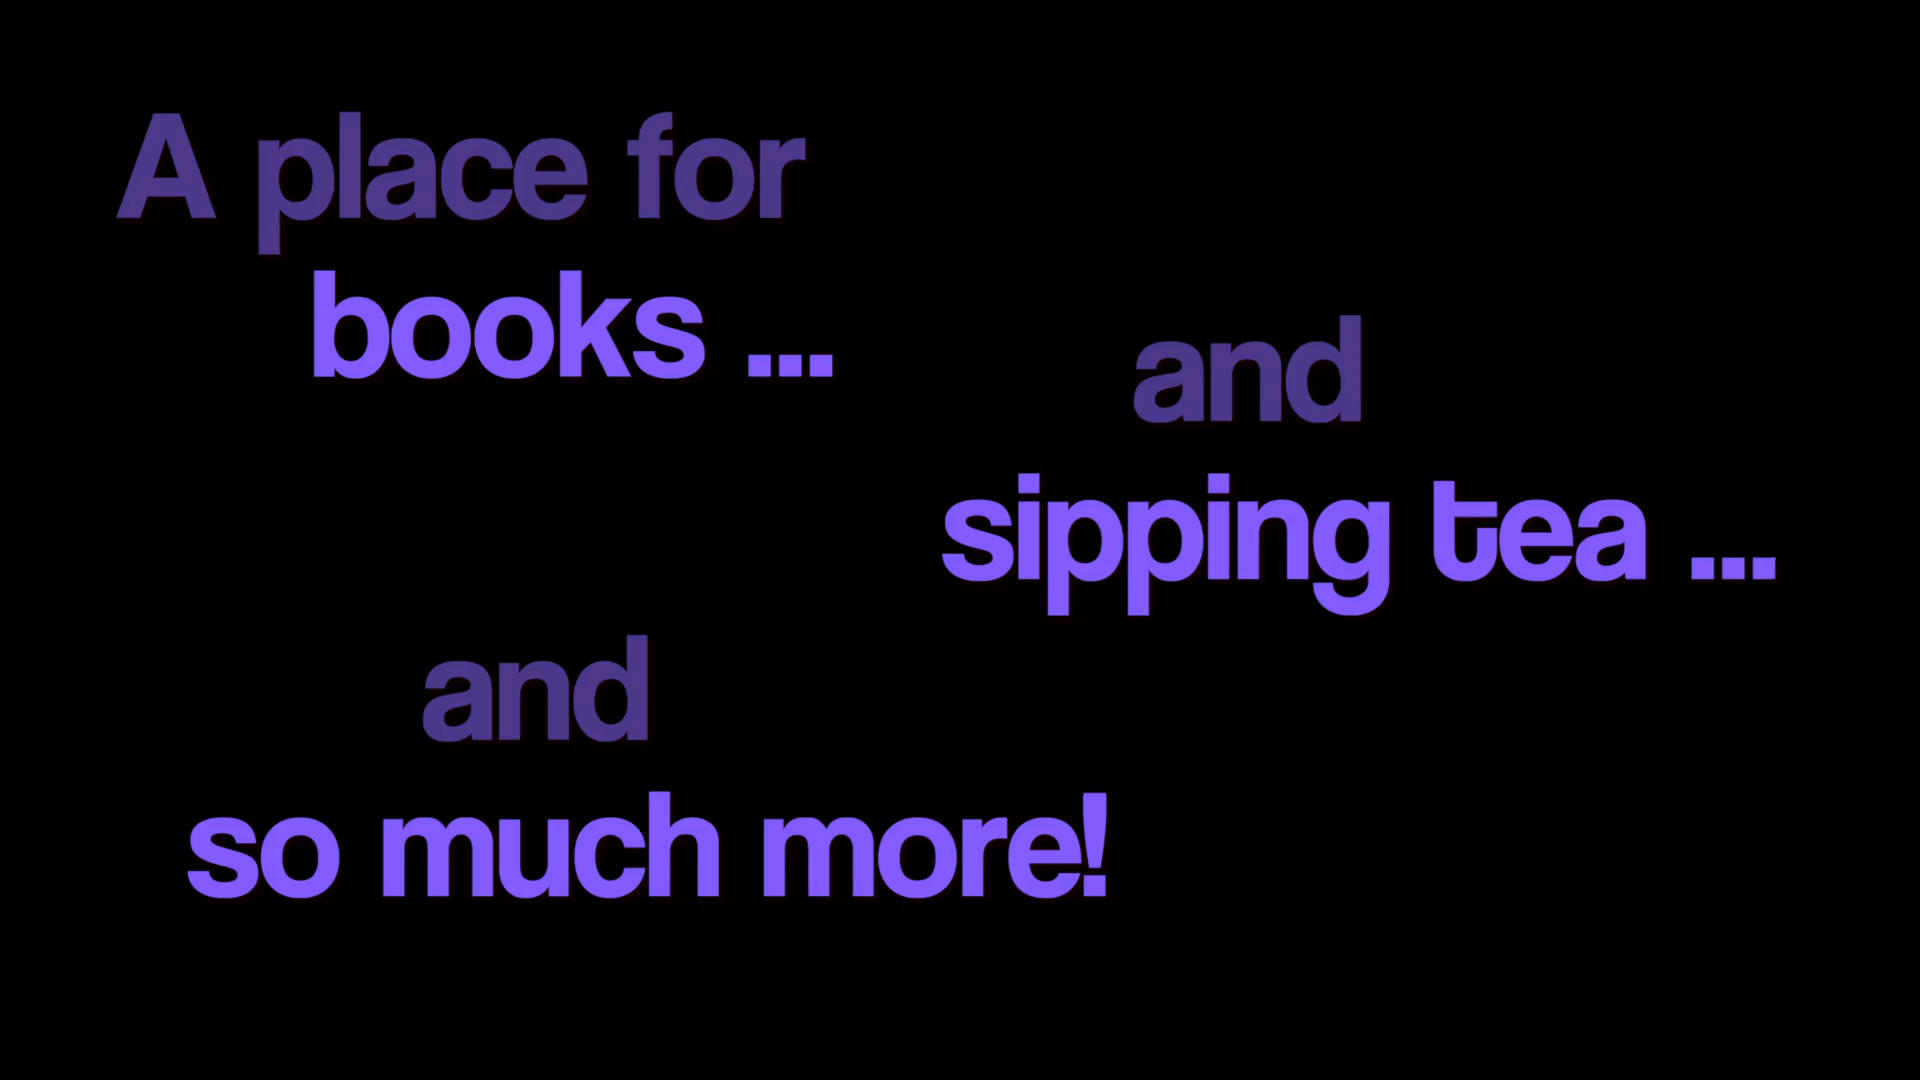 A place for
books ...
and
sipping tea ...
and
so much more!